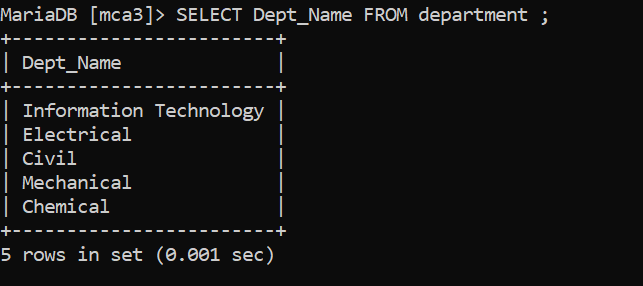 MariaDB [mca3]> SELECT Dept_Name FROM department ;
+------------------------+
| Dept_Name              |
+------------------------+
| Information Technology |
| Electrical             |
| Civil                  |
| Mechanical             |
| Chemical               |
+------------------------+
5 rows in set (0.001 sec)